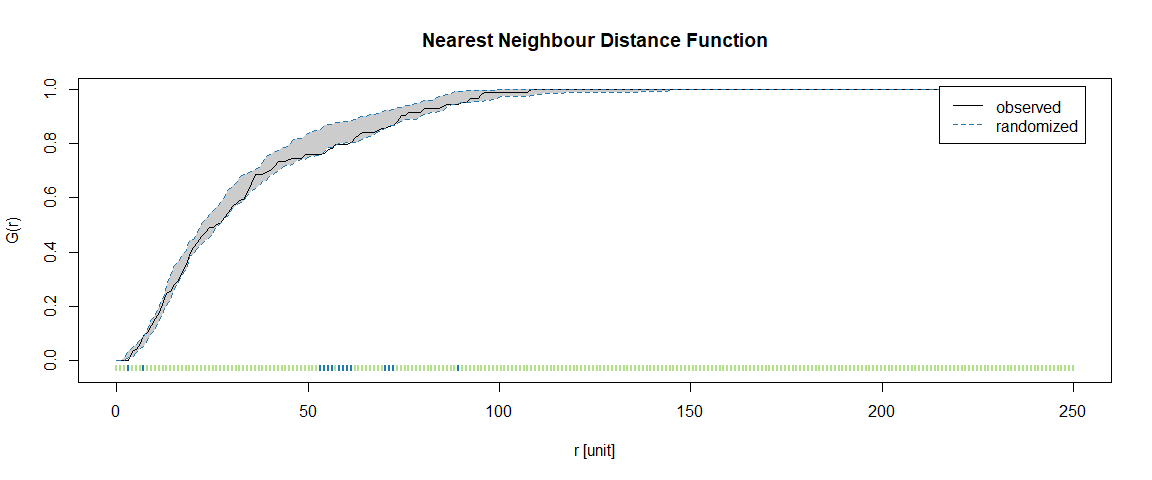 Nearest Neighbour Distance Function
G(r)
1.0
0.8
0.6
0.4
0.2
0.0
observed
randomized
0 50 100 150 200 250
r [unit]